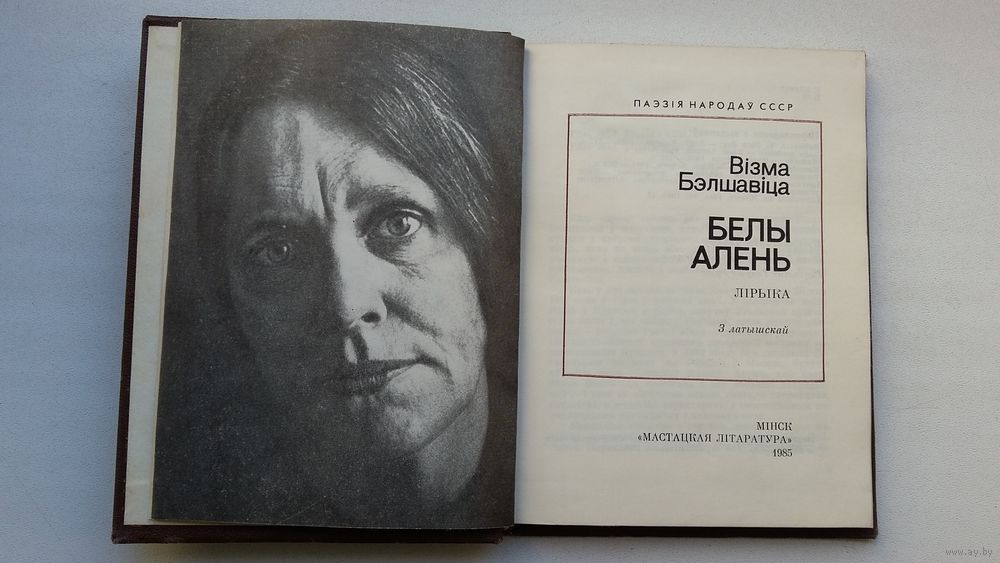 ПАЭЗІЯ НАРОДАЎ СССР
Візма
Бэлшавіца
БЕЛЫ
АЛЕНЬ
ЛІРЫКА
З латышскай
МІНСК
«МАСТАЦКАЯ ЛІТАРАТУРА»
1985
www.ay.by